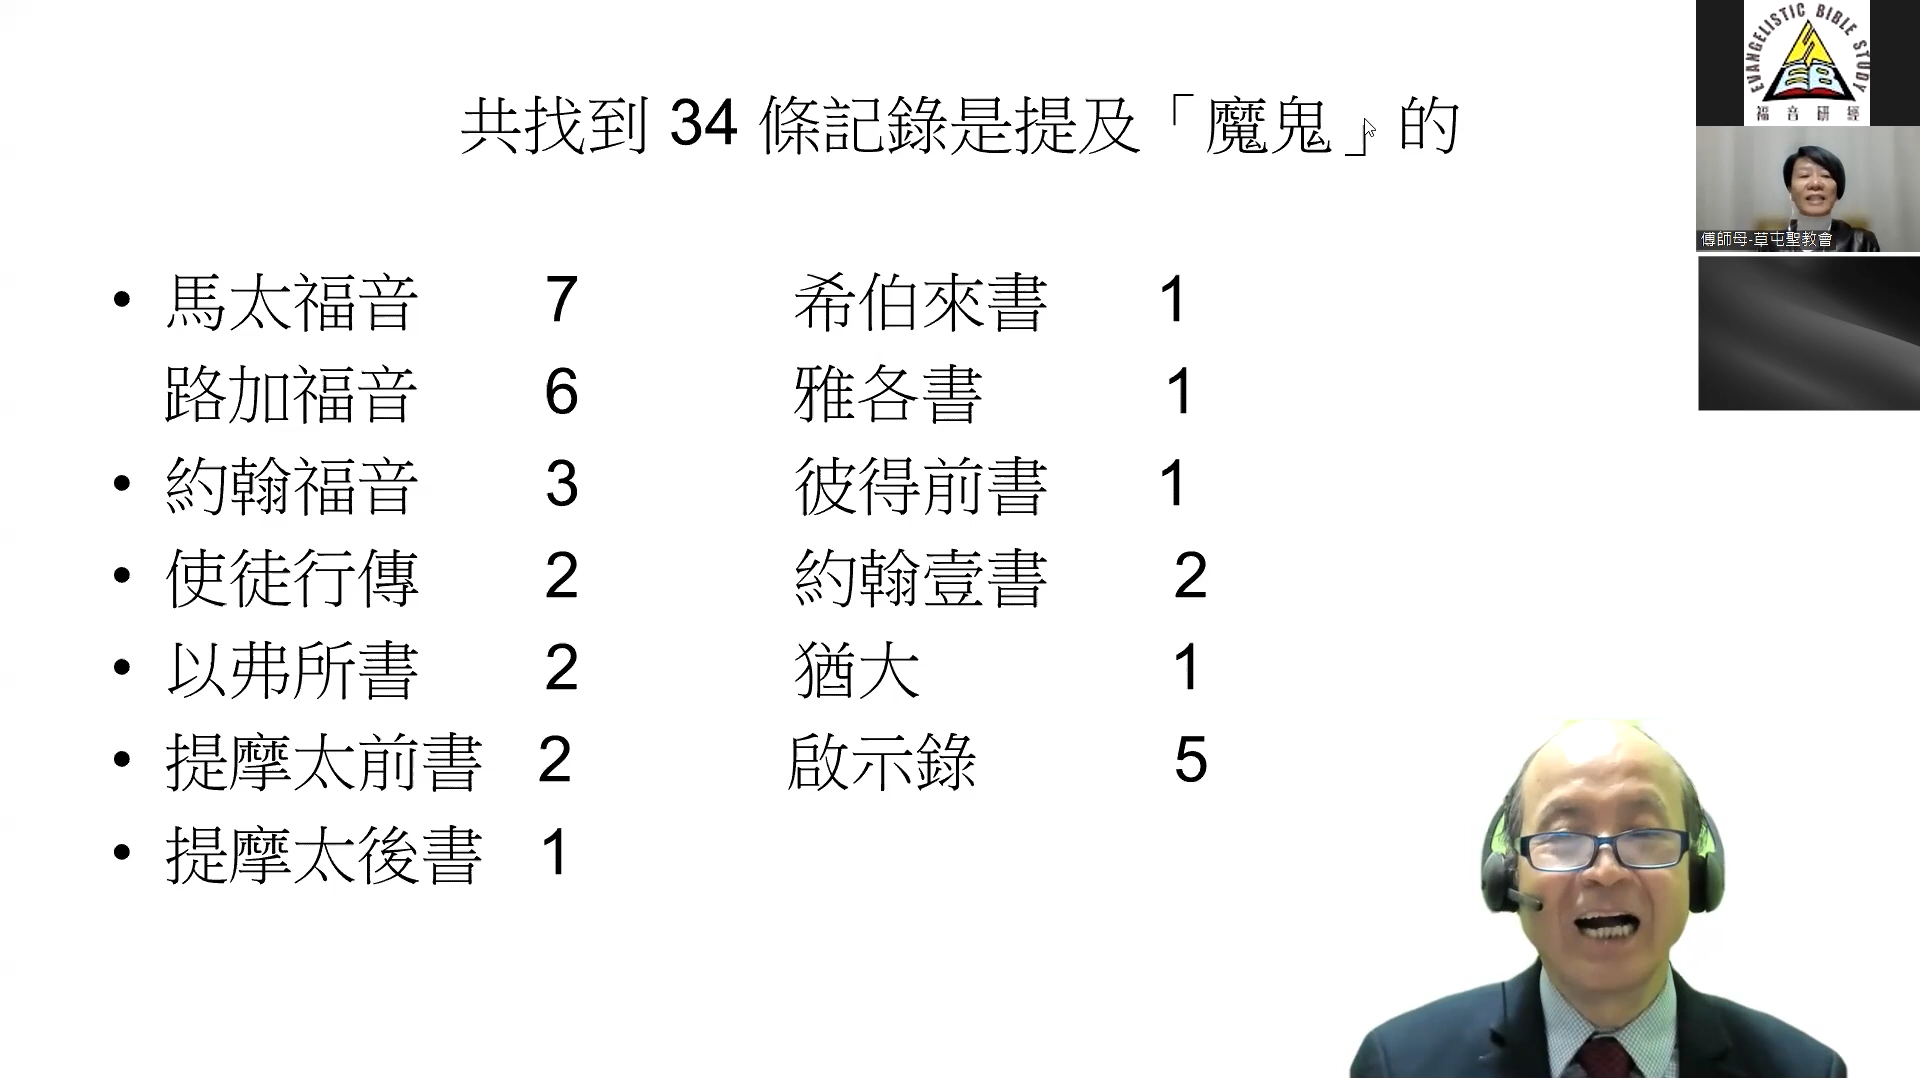 共找到 34 條記錄是提及「魔鬼」的
• 馬太福音 7 希伯來書 1
路加福音 6 雅各書 1
• 約翰福音 3 彼得前書 1
• 使徒行傳 2 約翰壹書 2
• 以弗所書 2 猶大 1
• 提摩太前書 2 啟示錄 5
• 提摩太後書 1
EVANGELISTIC BIBLE STUDY
EB
福音研經
傅師母-草屯聖教會